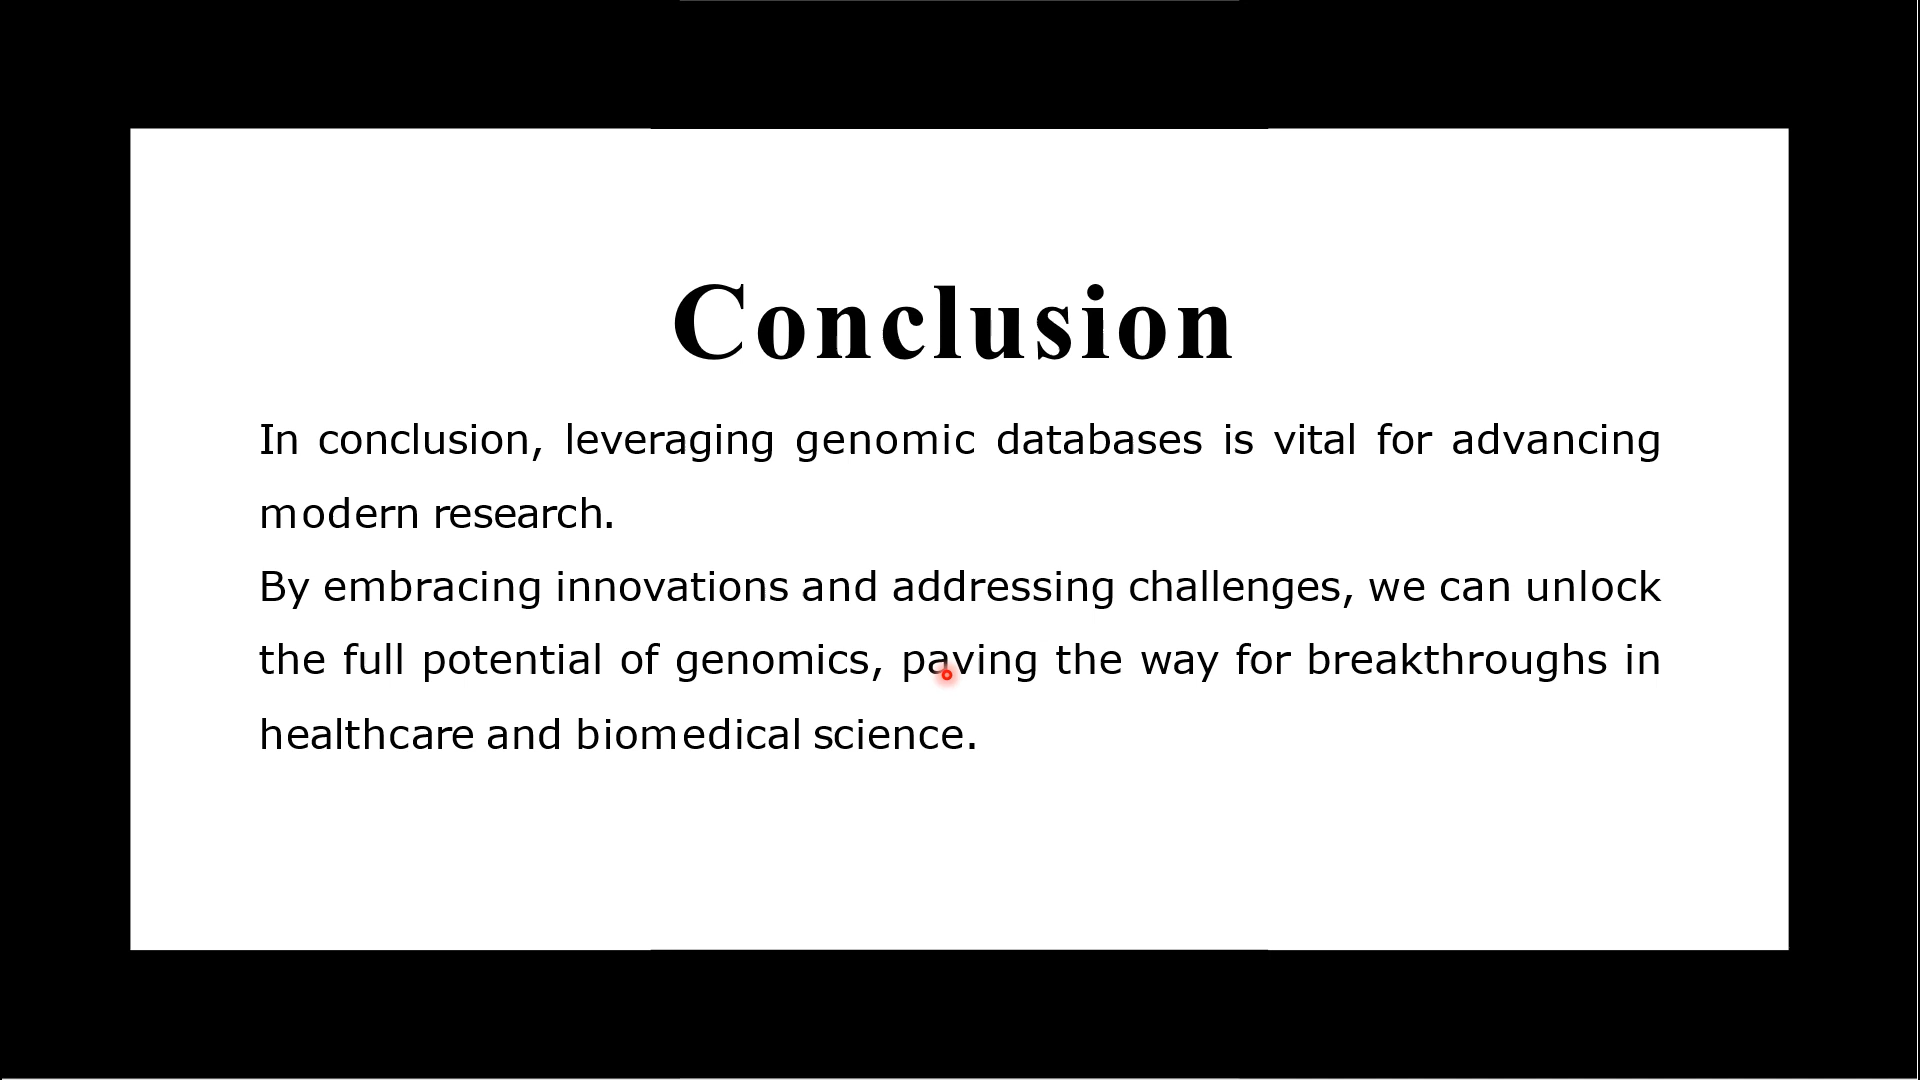 Conclusion
In conclusion, leveraging genomic databases is vital for advancing
modern research.
By embracing innovations and addressing challenges, we can unlock
the full potential of genomics, paving the way for breakthroughs in
healthcare and biomedical science.